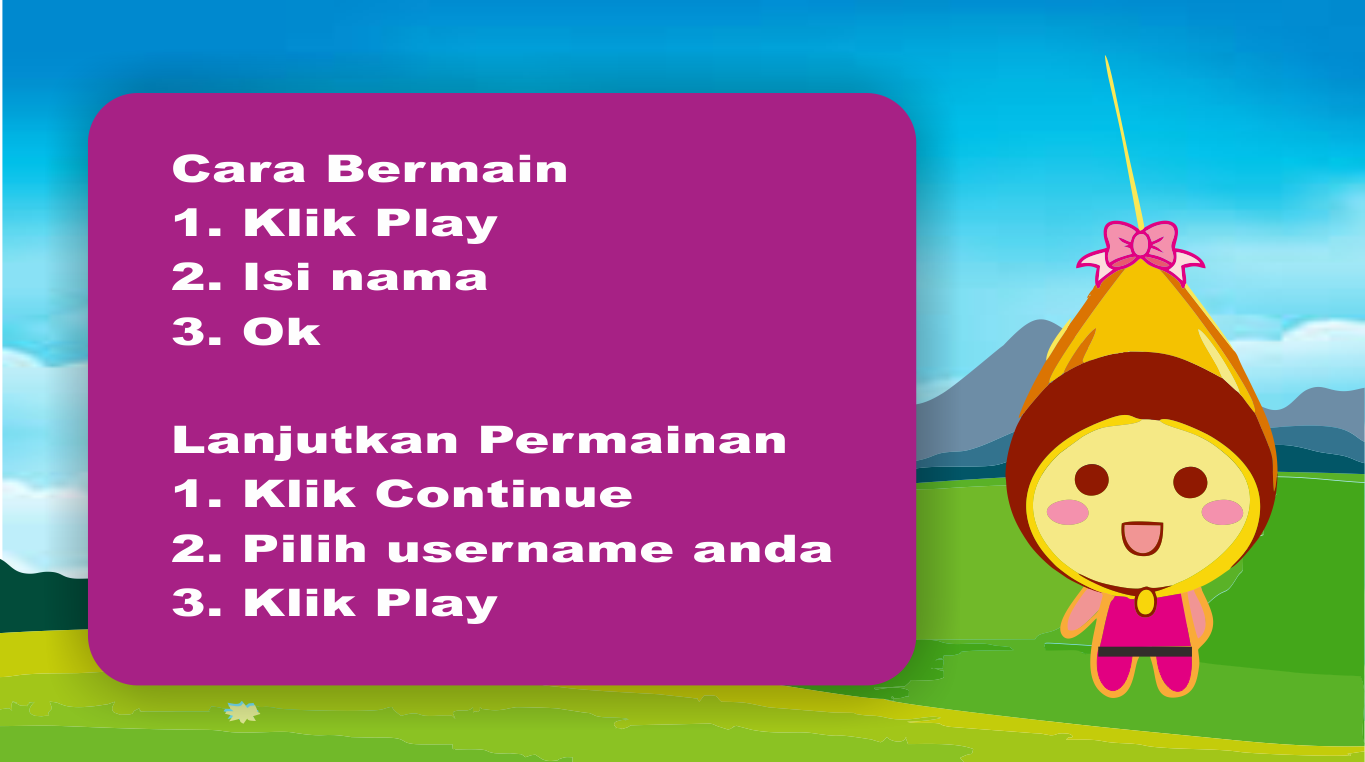 Cara Bermain
1. Klik Play
2. Isi nama
3. Ok
Lanjutkan Permainan
1. Klik Continue
2. Pilih username anda
3. Klik Play